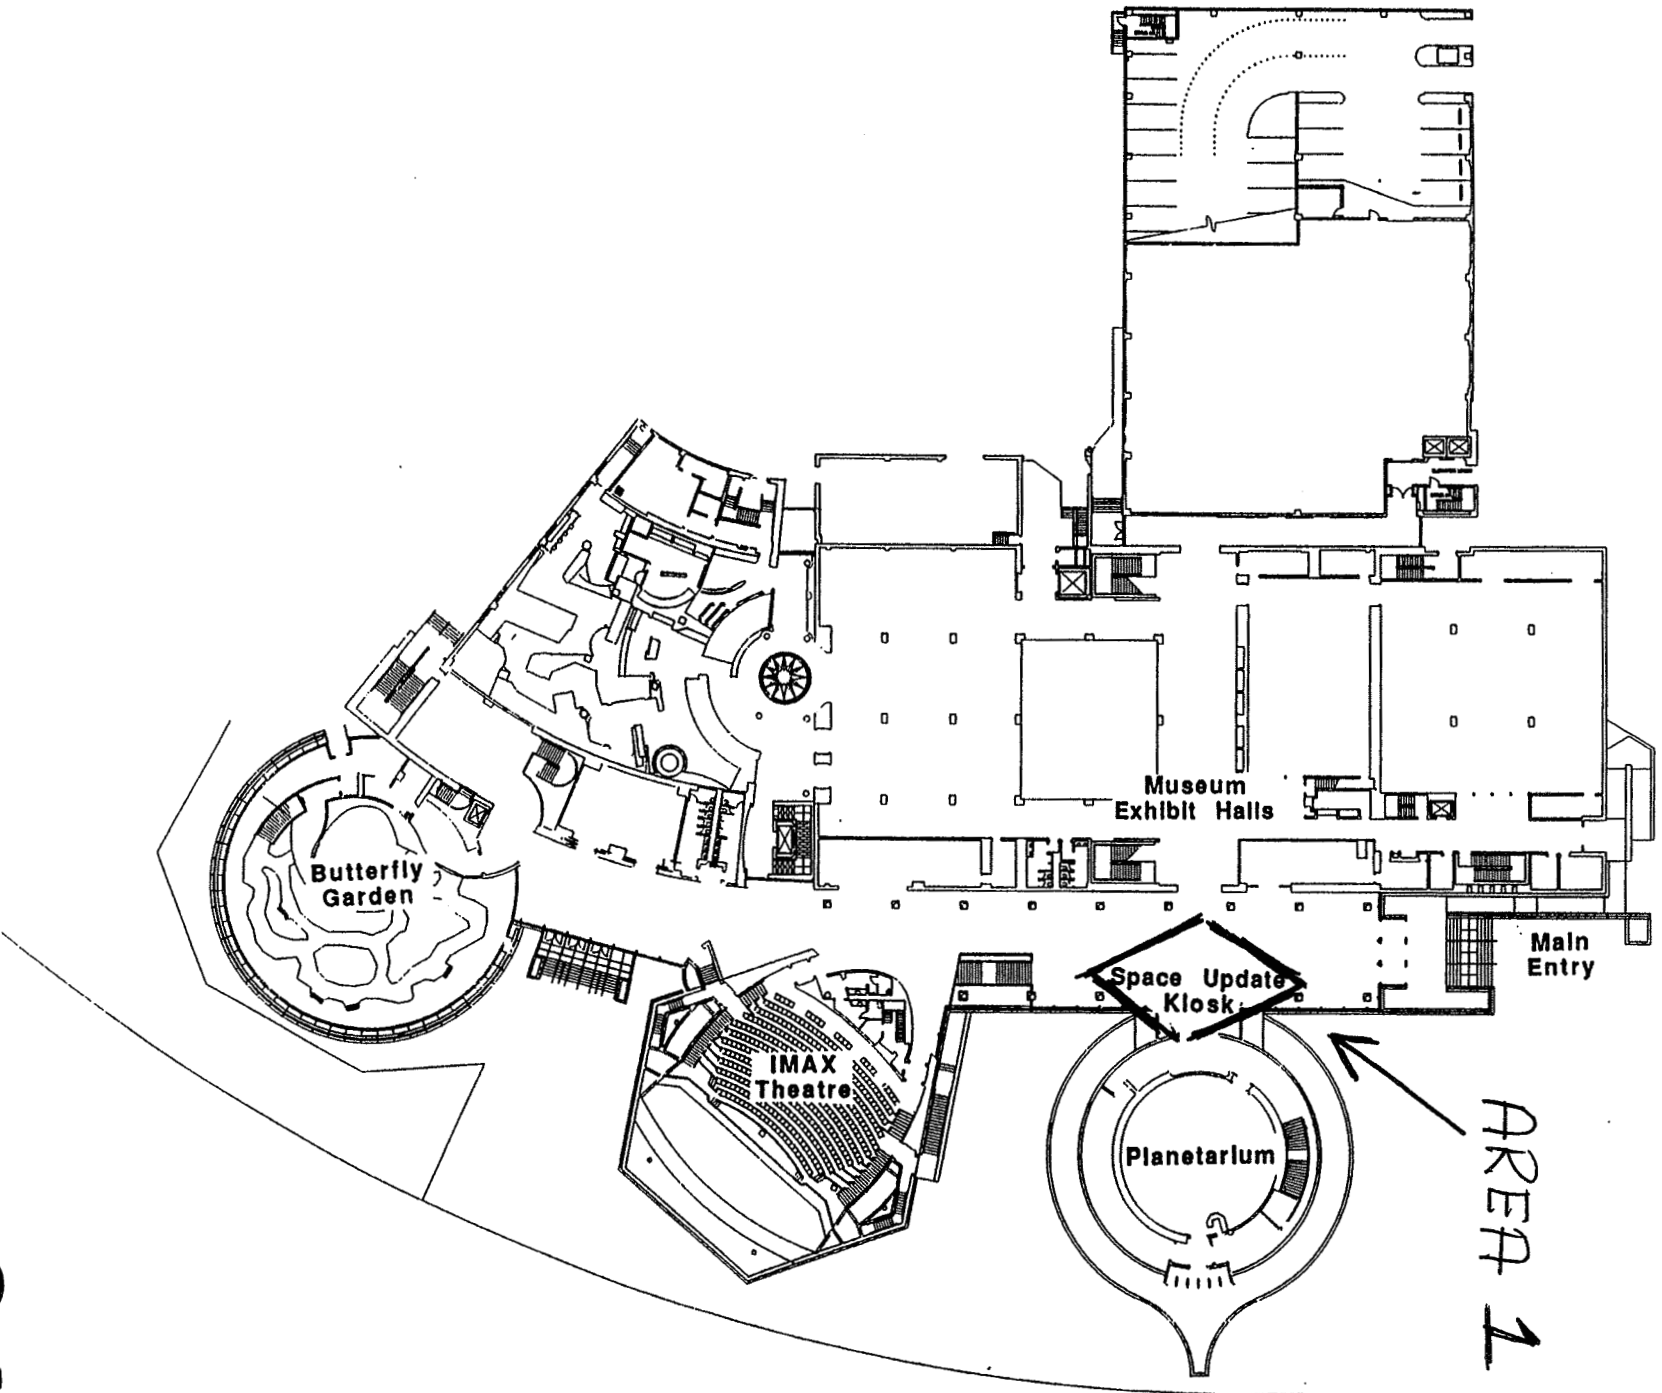 Museum
Exhibit Halls
Butterfly
Garden
Main
Entry
Space Update
Kiosk
IMAX
Theatre
Planetarium
AREA 1